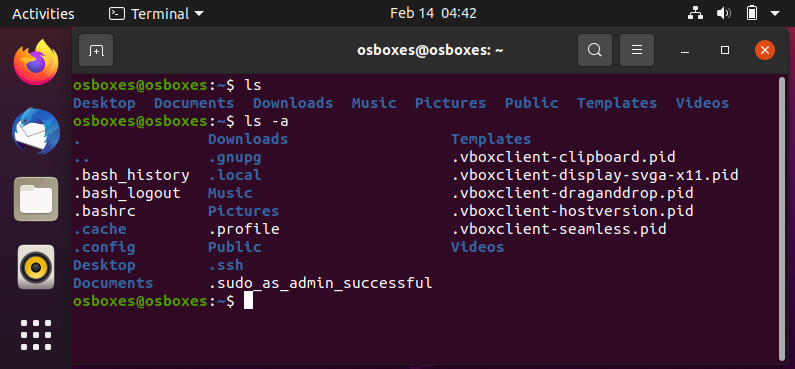 Activities Terminal Feb 14 04:42
osboxes@osboxes: ~
osboxes@osboxes:~$ ls
Desktop Documents Downloads Music Pictures Public Templates Videos
osboxes@osboxes:~$ ls -a
. Downloads Templates
.. .gnupg .vboxclient-clipboard.pid
.bash_history .local .vboxclient-display-svga-x11.pid
.bash_logout Music .vboxclient-draganddrop.pid
.bashrc Pictures .vboxclient-hostversion.pid
.cache .profile .vboxclient-seamless.pid
.config Public Videos
Desktop .ssh
Documents .sudo_as_admin_successful
osboxes@osboxes:~$